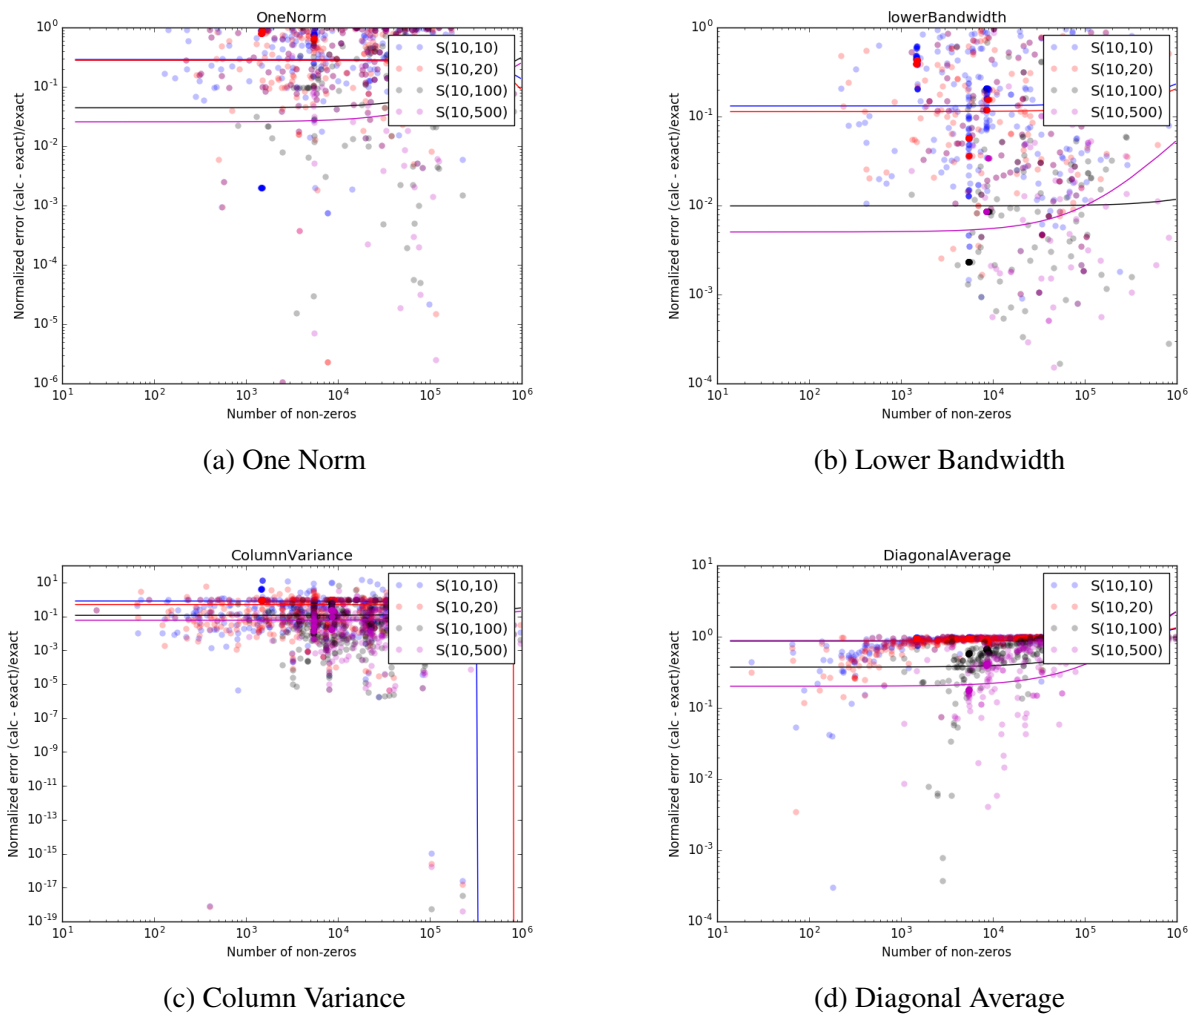 OneNorm
Normalized error (calc - exact)/exact
10^0
10^-1
10^-2
10^-3
10^-4
10^-5
10^-6
S(10,10)
S(10,20)
S(10,100)
S(10,500)
10^1 10^2 10^3 10^4 10^5 10^6
Number of non-zeros
(a) One Norm
lowerBandwidth
Normalized error (calc - exact)/exact
10^0
10^-1
10^-2
10^-3
10^-4
S(10,10)
S(10,20)
S(10,100)
S(10,500)
10^1 10^2 10^3 10^4 10^5 10^6
Number of non-zeros
(b) Lower Bandwidth
ColumnVariance
Normalized error (calc - exact)/exact
10^1
10^-1
10^-3
10^-5
10^-7
10^-9
10^-11
10^-13
10^-15
10^-17
10^-19
S(10,10)
S(10,20)
S(10,100)
S(10,500)
10^1 10^2 10^3 10^4 10^5 10^6
Number of non-zeros
(c) Column Variance
DiagonalAverage
Normalized error (calc - exact)/exact
10^1
10^0
10^-1
10^-2
10^-3
10^-4
S(10,10)
S(10,20)
S(10,100)
S(10,500)
10^1 10^2 10^3 10^4 10^5 10^6
Number of non-zeros
(d) Diagonal Average